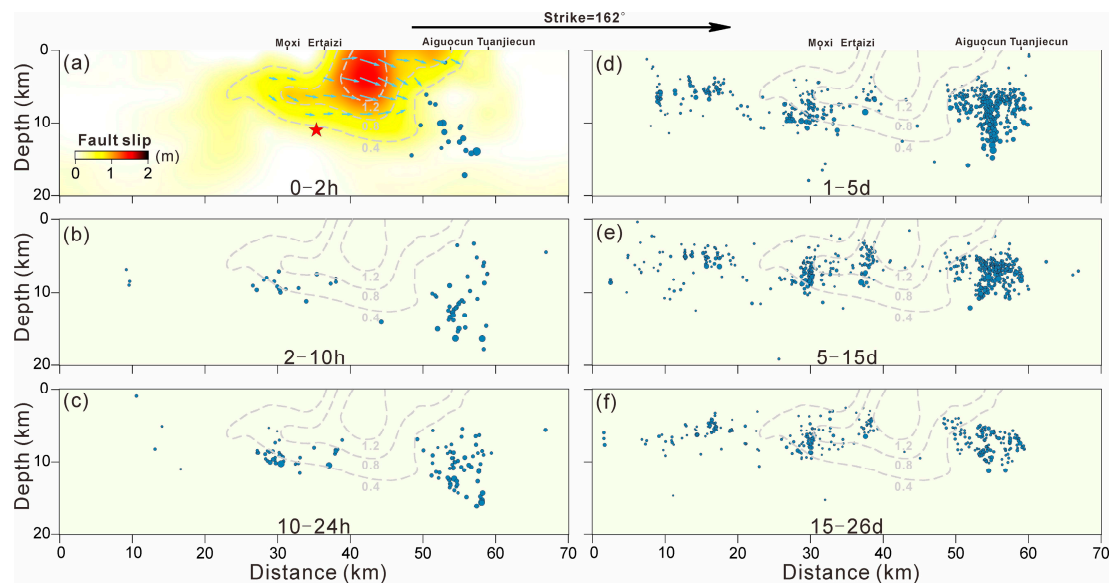 Strike=162°
Moxi Ertaizi Aiguocun Tuanjiecun
Moxi Ertaizi Aiguocun Tuanjiecun
(a)
0
10
20
Depth (km)
Fault slip
0 1 2 (m)
1.2
0.8
0.4
0-2h
(d)
1.2
0.8
0.4
1-5d
(b)
0
10
20
Depth (km)
1.2
0.8
0.4
2-10h
(e)
1.2
0.8
0.4
5-15d
(c)
0
10
20
Depth (km)
1.2
0.8
0.4
10-24h
0 10 20 30 40 50 60 70
Distance (km)
(f)
1.2
0.8
0.4
15-26d
0 10 20 30 40 50 60 70
Distance (km)